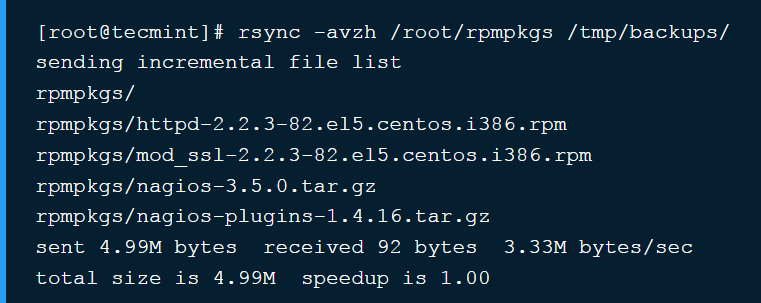 [root@tecmint]# rsync -avzh /root/rpmpkgs /tmp/backups/
sending incremental file list
rpmpkgs/
rpmpkgs/httpd-2.2.3-82.el5.centos.i386.rpm
rpmpkgs/mod_ssl-2.2.3-82.el5.centos.i386.rpm
rpmpkgs/nagios-3.5.0.tar.gz
rpmpkgs/nagios-plugins-1.4.16.tar.gz
sent 4.99M bytes  received 92 bytes  3.33M bytes/sec
total size is 4.99M  speedup is 1.00